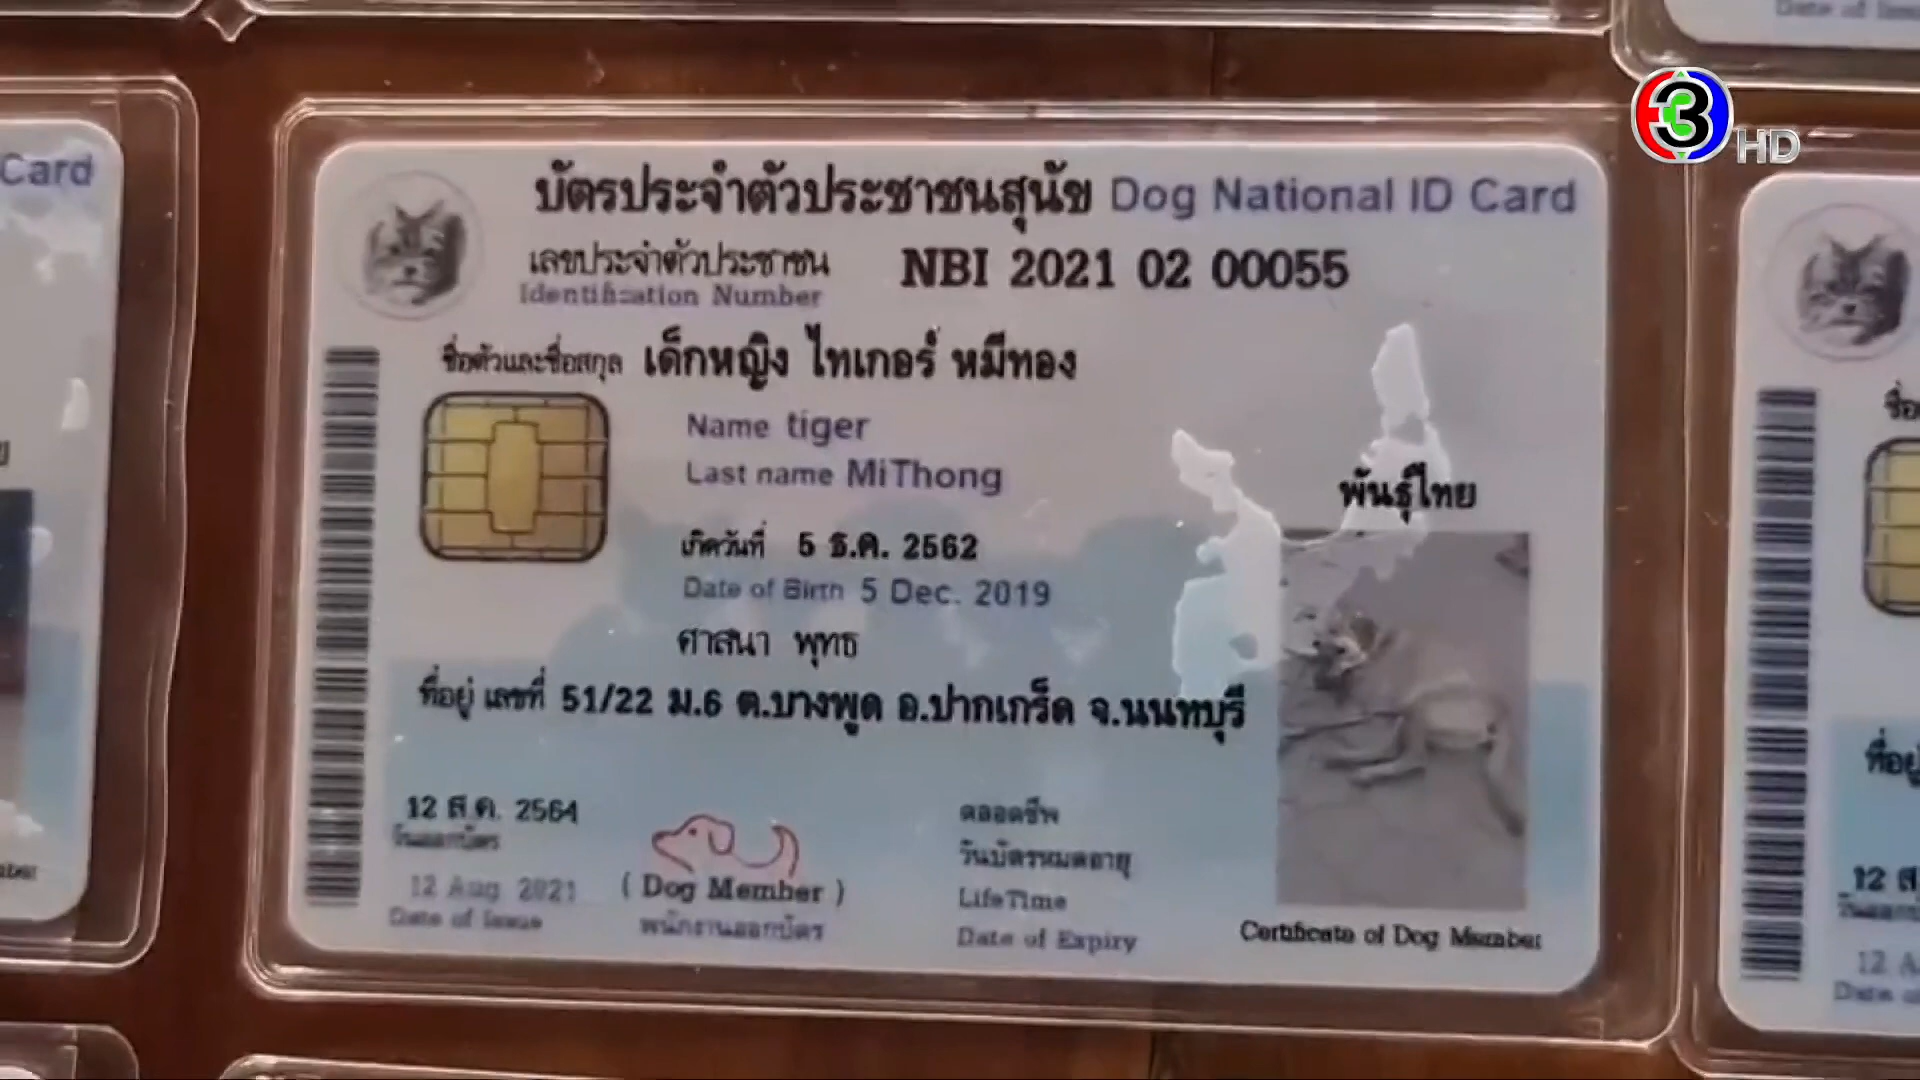 3 HD
Date of Issue
Card
บัตรประจำตัวประชาชนสุนัข Dog National ID Card
เลขประจำตัวประชาชน NBI 2021 02 00055
Identification Number
ชื่อตัวและชื่อสกุล เด็กหญิง ไทเกอร์ หมีทอง
Name tiger
Last name MiThong
พันธุ์ไทย
เกิดวันที่ 5 ธ.ค. 2562
Date of Birth 5 Dec. 2019
ศาสนา พุทธ
ที่อยู่ เลขที่ 51/22 ม.6 ต.บางพูด อ.ปากเกร็ด จ.นนทบุรี
12 ส.ค. 2564
วันออกบัตร
12 Aug 2021
Date of Issue
( Dog Member )
พนักงานออกบัตร
ตลอดชีพ
วันบัตรหมดอายุ
LifeTime
Date of Expiry
Certificate of Dog Member
ที่อยู่
12 ส
12 A